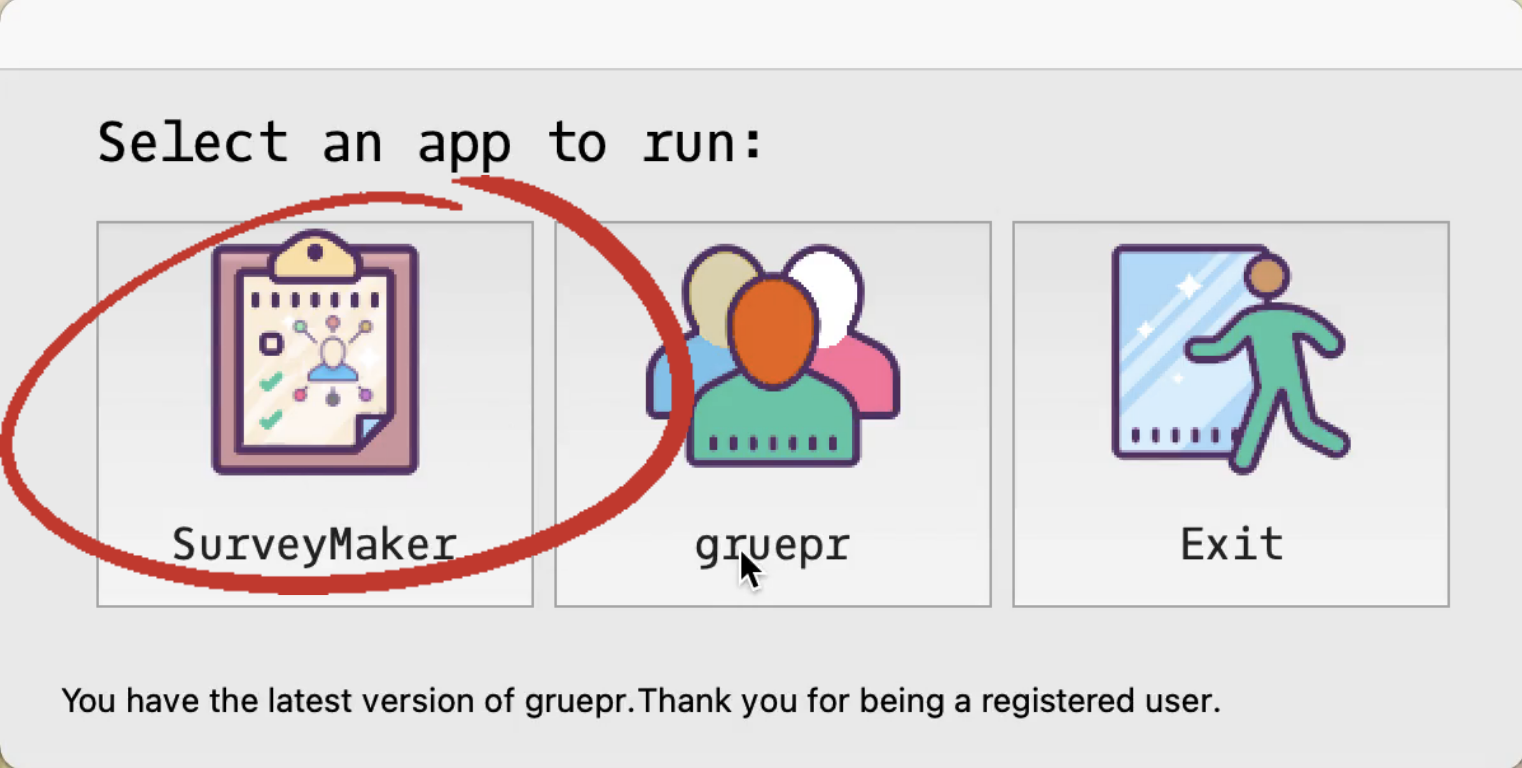 Select an app to run:
SurveyMaker
gruepr
Exit
You have the latest version of gruepr.Thank you for being a registered user.